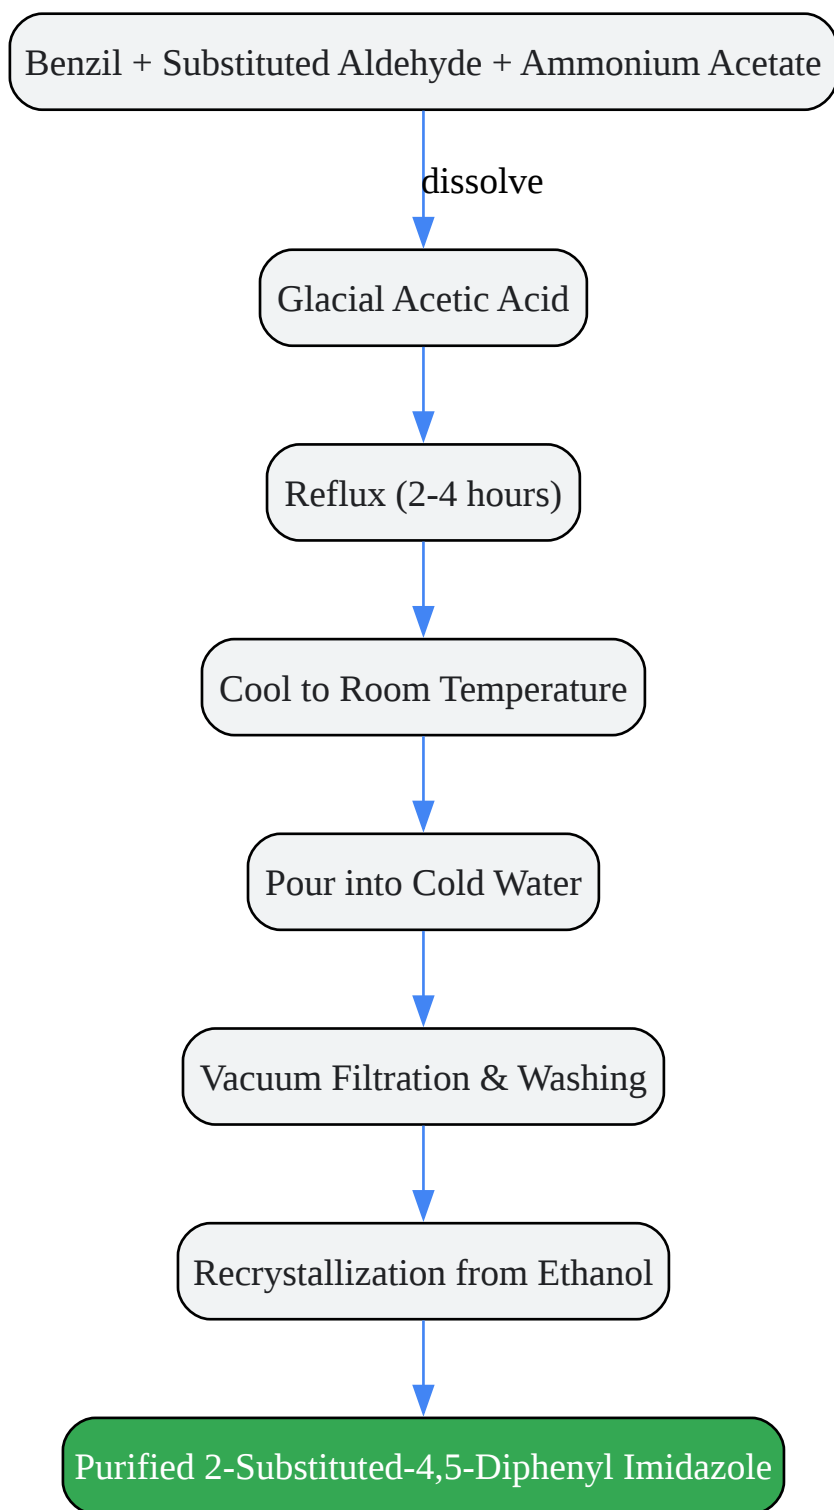 Benzil + Substituted Aldehyde + Ammonium Acetate
dissolve
Glacial Acetic Acid
Reflux (2-4 hours)
Cool to Room Temperature
Pour into Cold Water
Vacuum Filtration & Washing
Recrystallization from Ethanol
Purified 2-Substituted-4,5-Diphenyl Imidazole